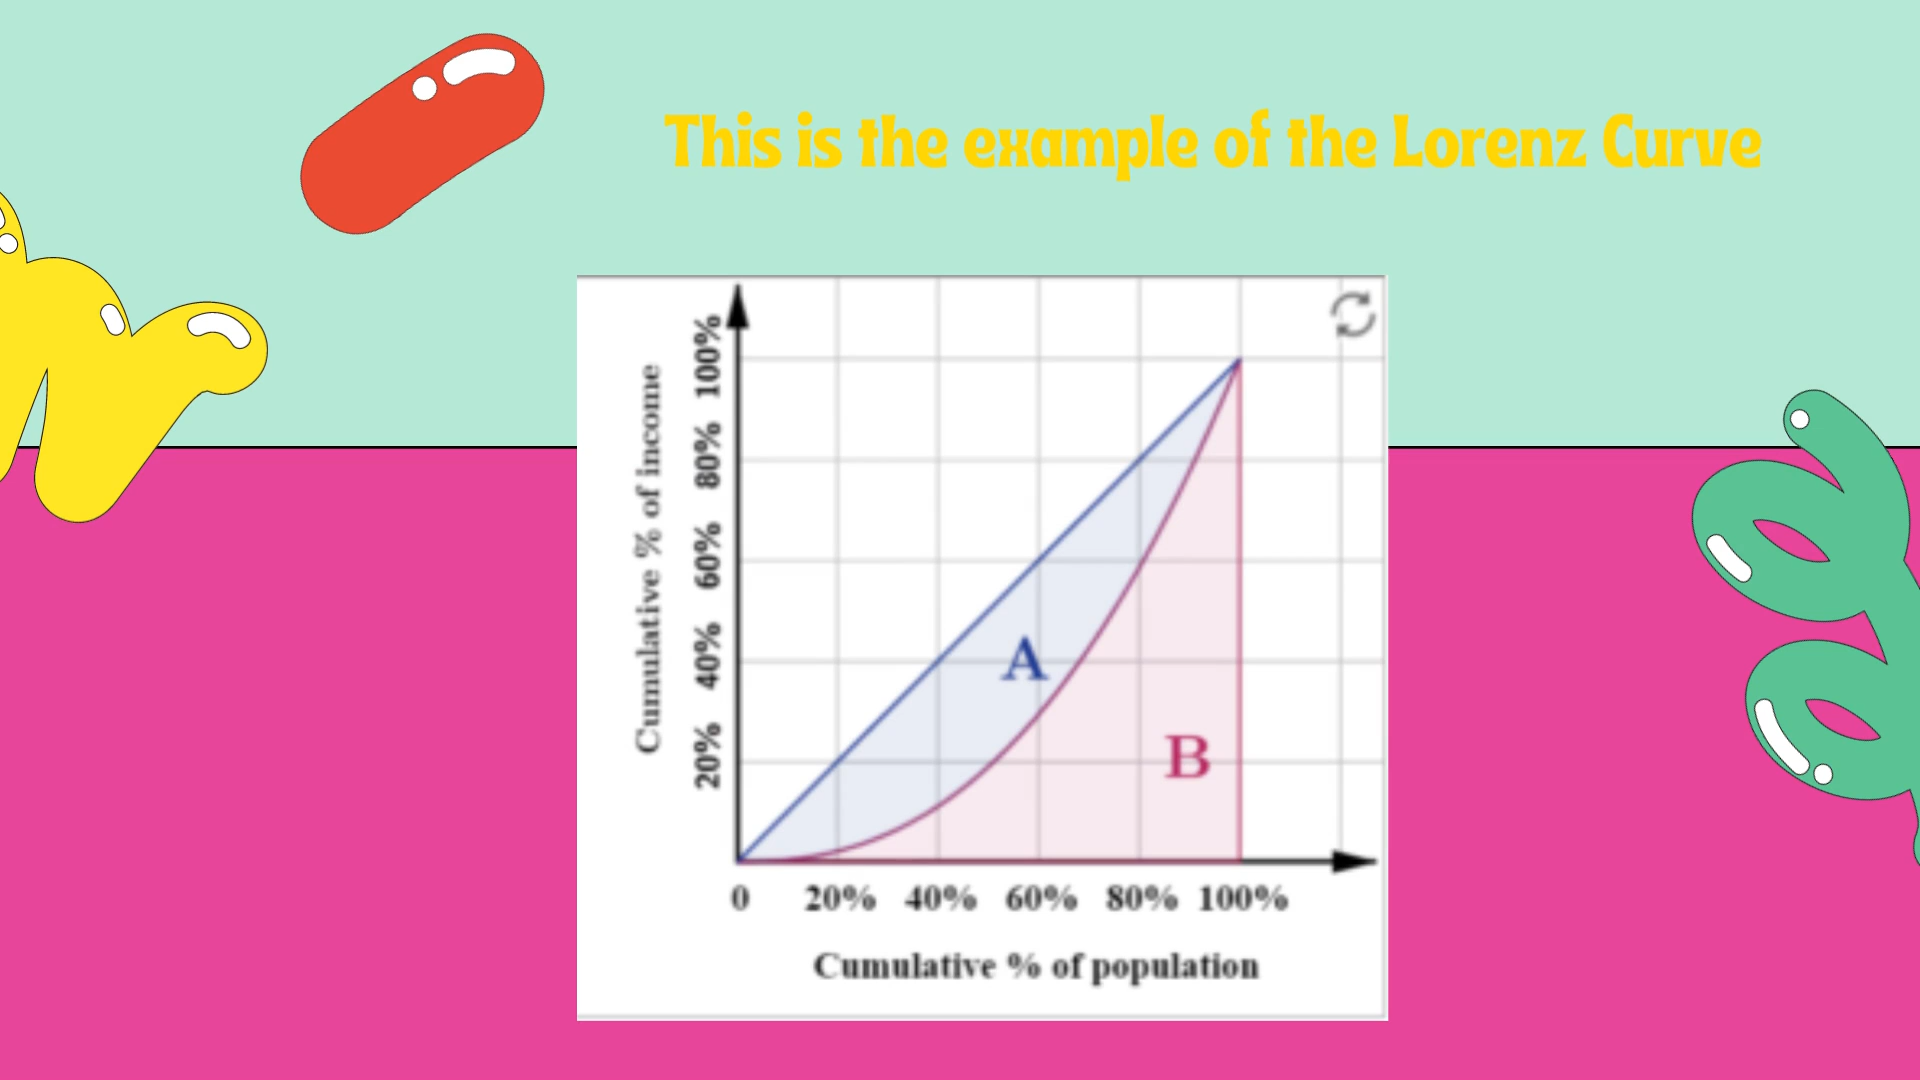 This is the example of the Lorenz Curve
Cumulative % of income
100%
80%
60%
40%
20%
A
B
0 20% 40% 60% 80% 100%
Cumulative % of population